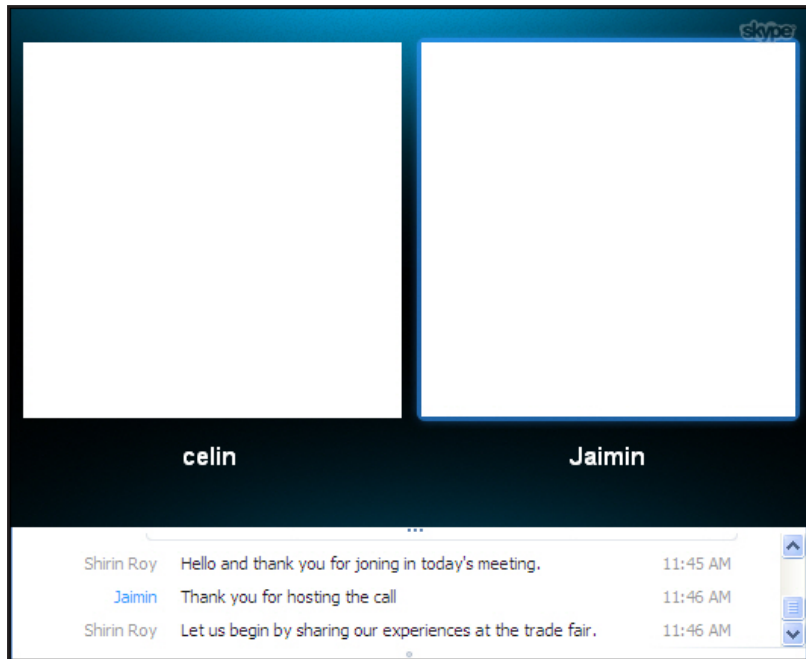 skype
celin Jaimin
Shirin Roy Hello and thank you for joning in today's meeting. 11:45 AM
Jaimin Thank you for hosting the call 11:46 AM
Shirin Roy Let us begin by sharing our experiences at the trade fair. 11:46 AM